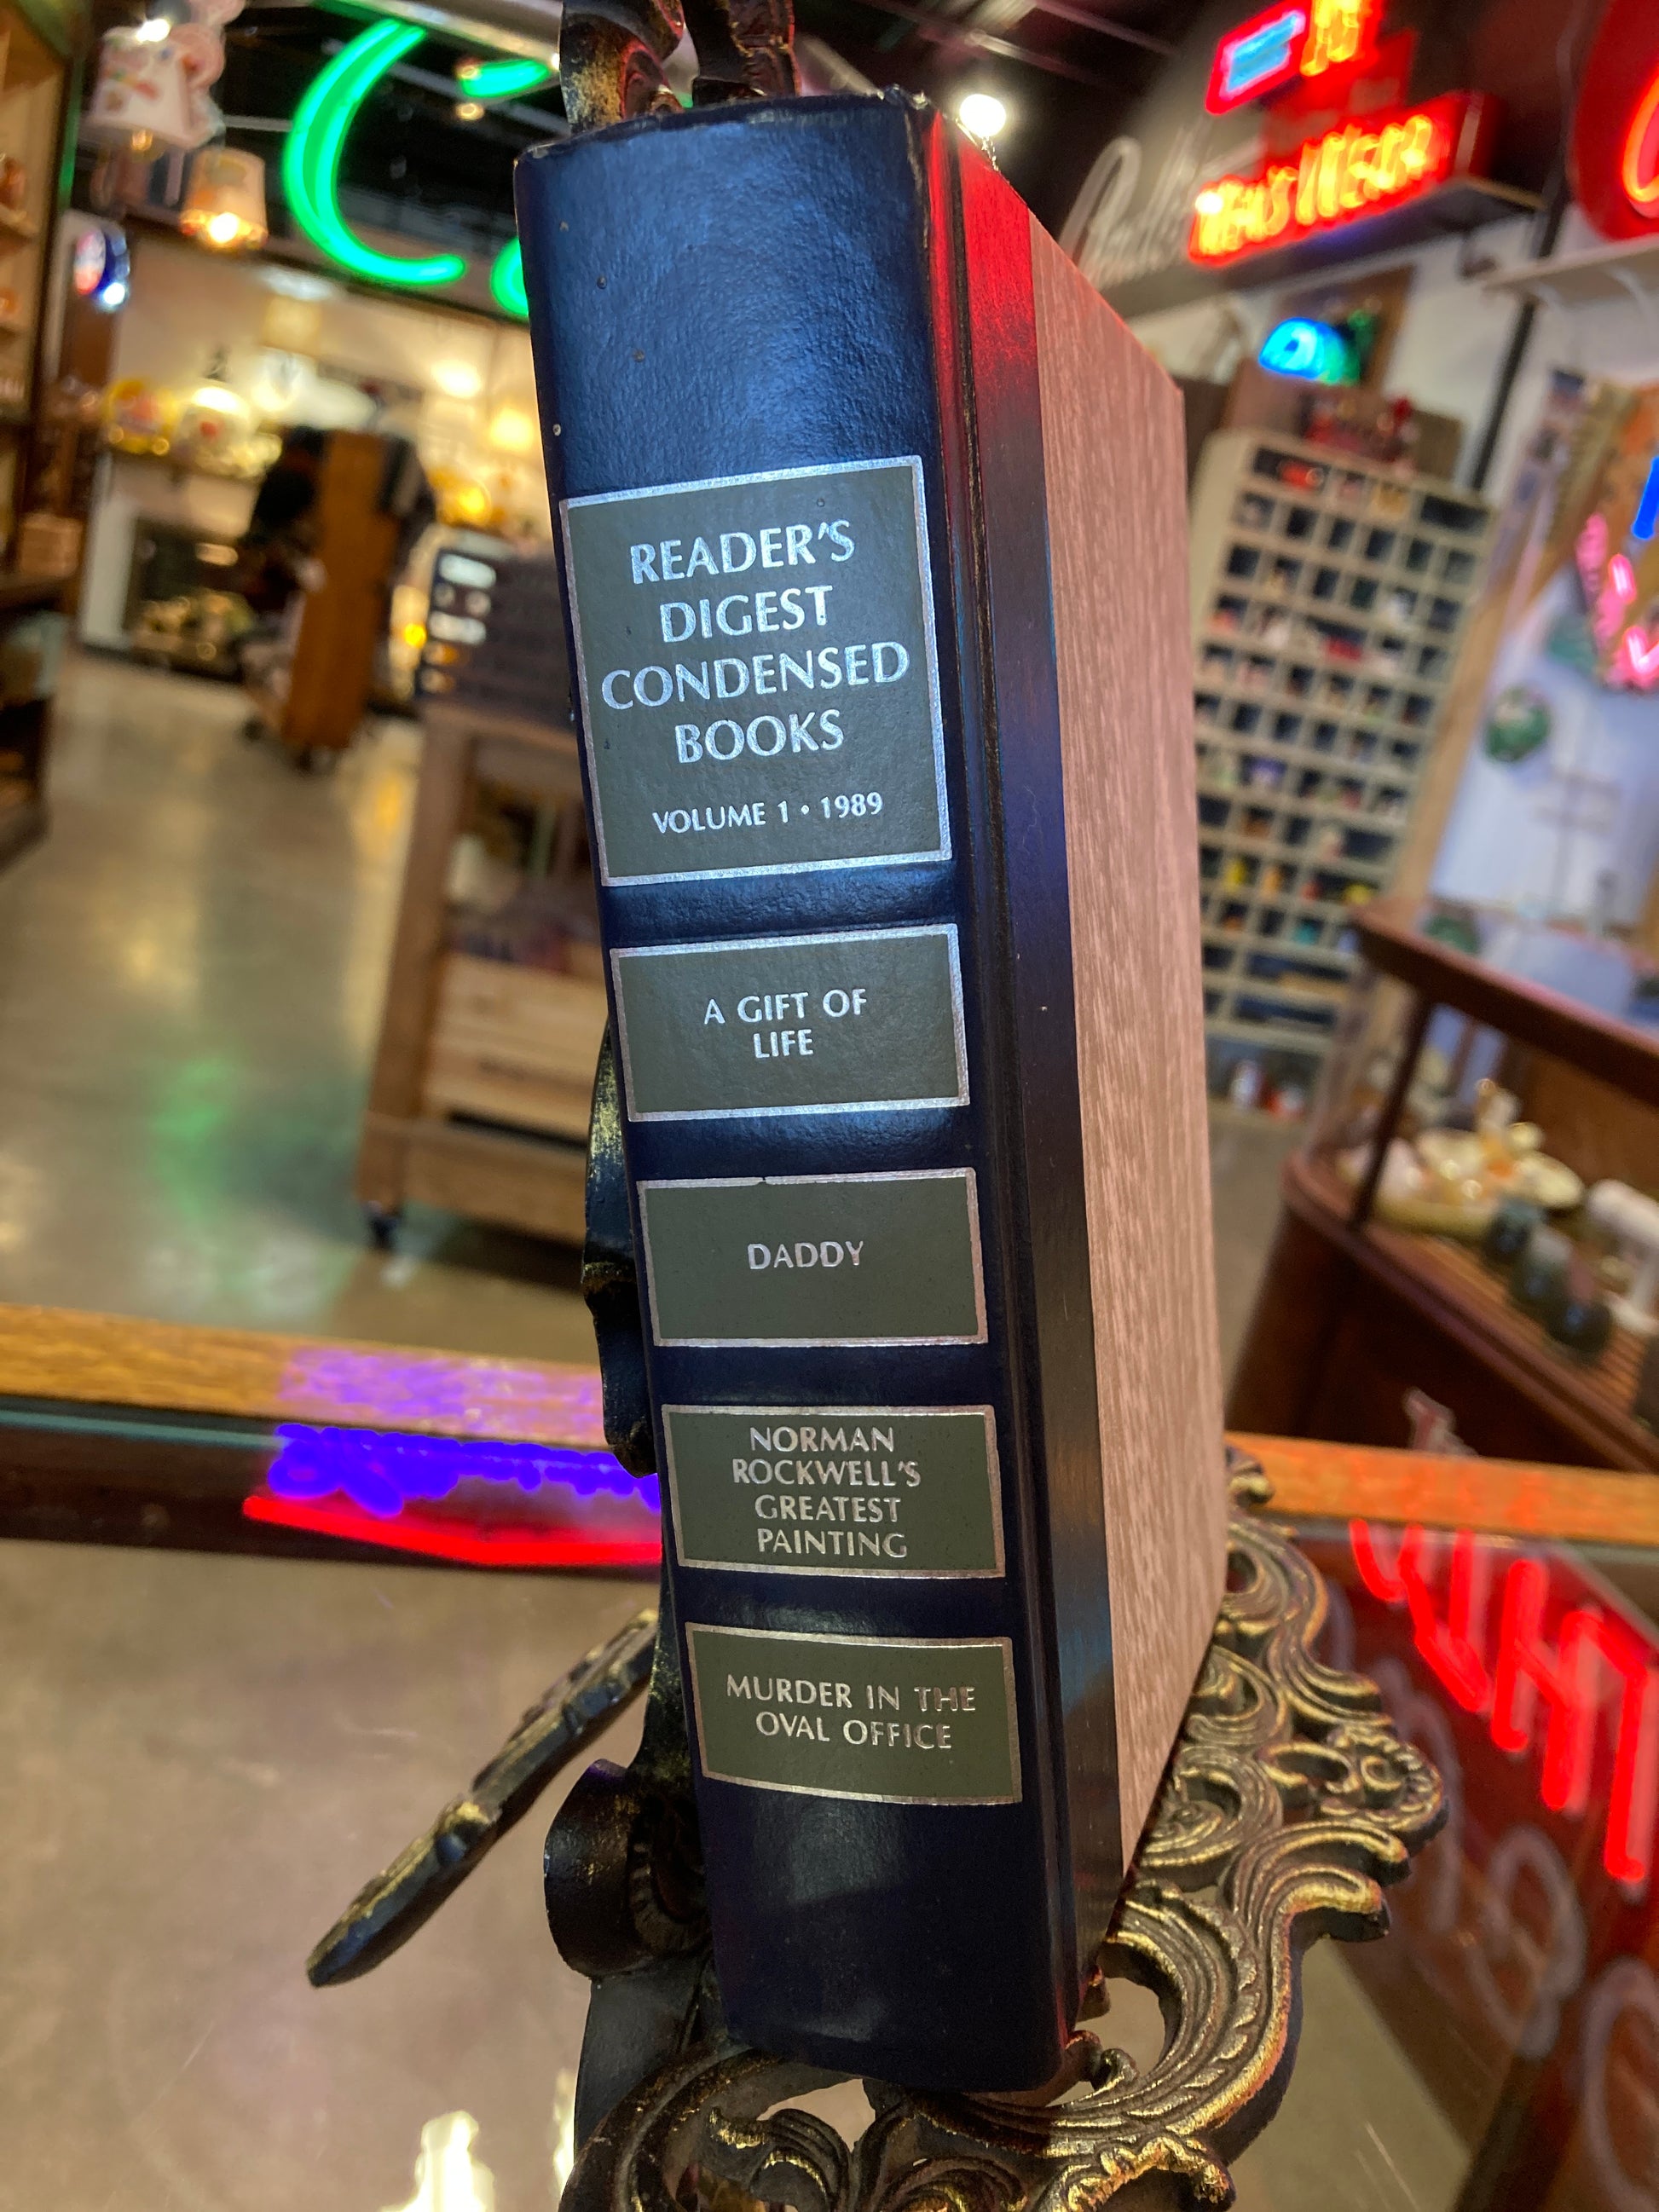 READER'S
DIGEST
CONDENSED
BOOKS
VOLUME 1 • 1989
A GIFT OF
LIFE
DADDY
NORMAN
ROCKWELL'S
GREATEST
PAINTING
MURDER IN THE
OVAL OFFICE